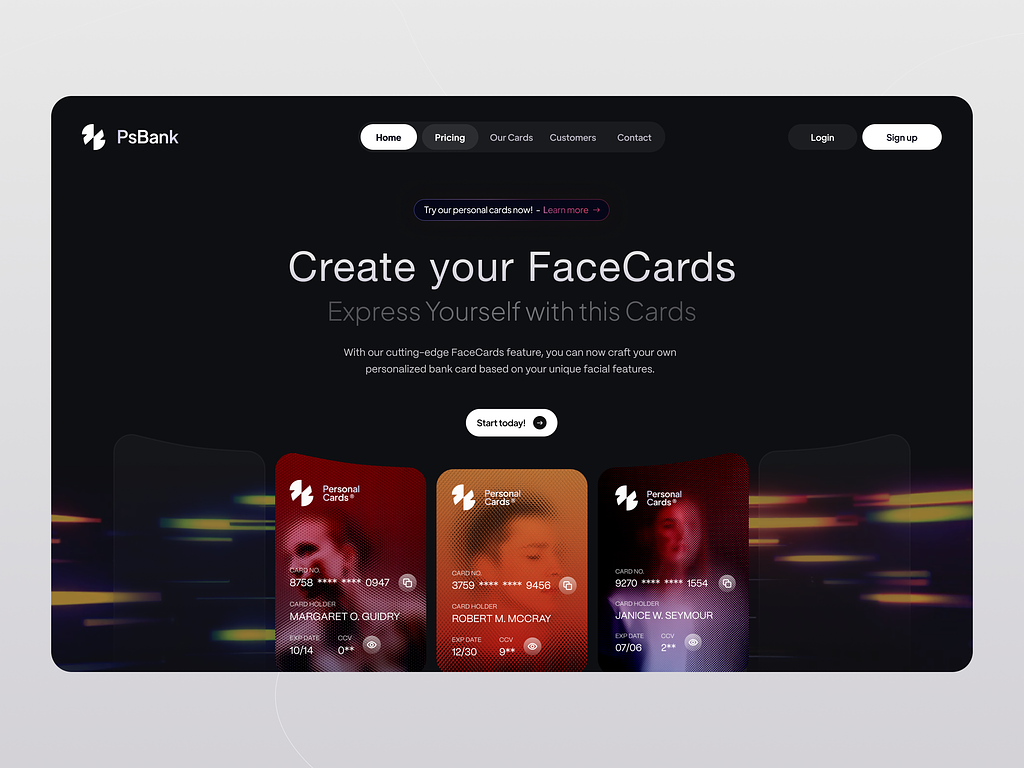 PsBank
Home
Pricing
Our Cards
Customers
Contact
Login
Sign up
Try our personal cards now! - Learn more →
Create your FaceCards
Express Yourself with this Cards
With our cutting-edge FaceCards feature, you can now craft your own
personalized bank card based on your unique facial features.
Start today!
Personal
Cards®
CARD NO.
8758 **** **** 0947
CARD HOLDER
MARGARET O. GUIDRY
EXP DATE CCV
10/14 0**
Personal
Cards®
CARD NO.
3759 **** **** 9456
CARD HOLDER
ROBERT M. MCCRAY
EXP DATE CCV
12/30 9**
Personal
Cards®
CARD NO.
9270 **** **** 1554
CARD HOLDER
JANICE W. SEYMOUR
EXP DATE CCV
07/06 2**